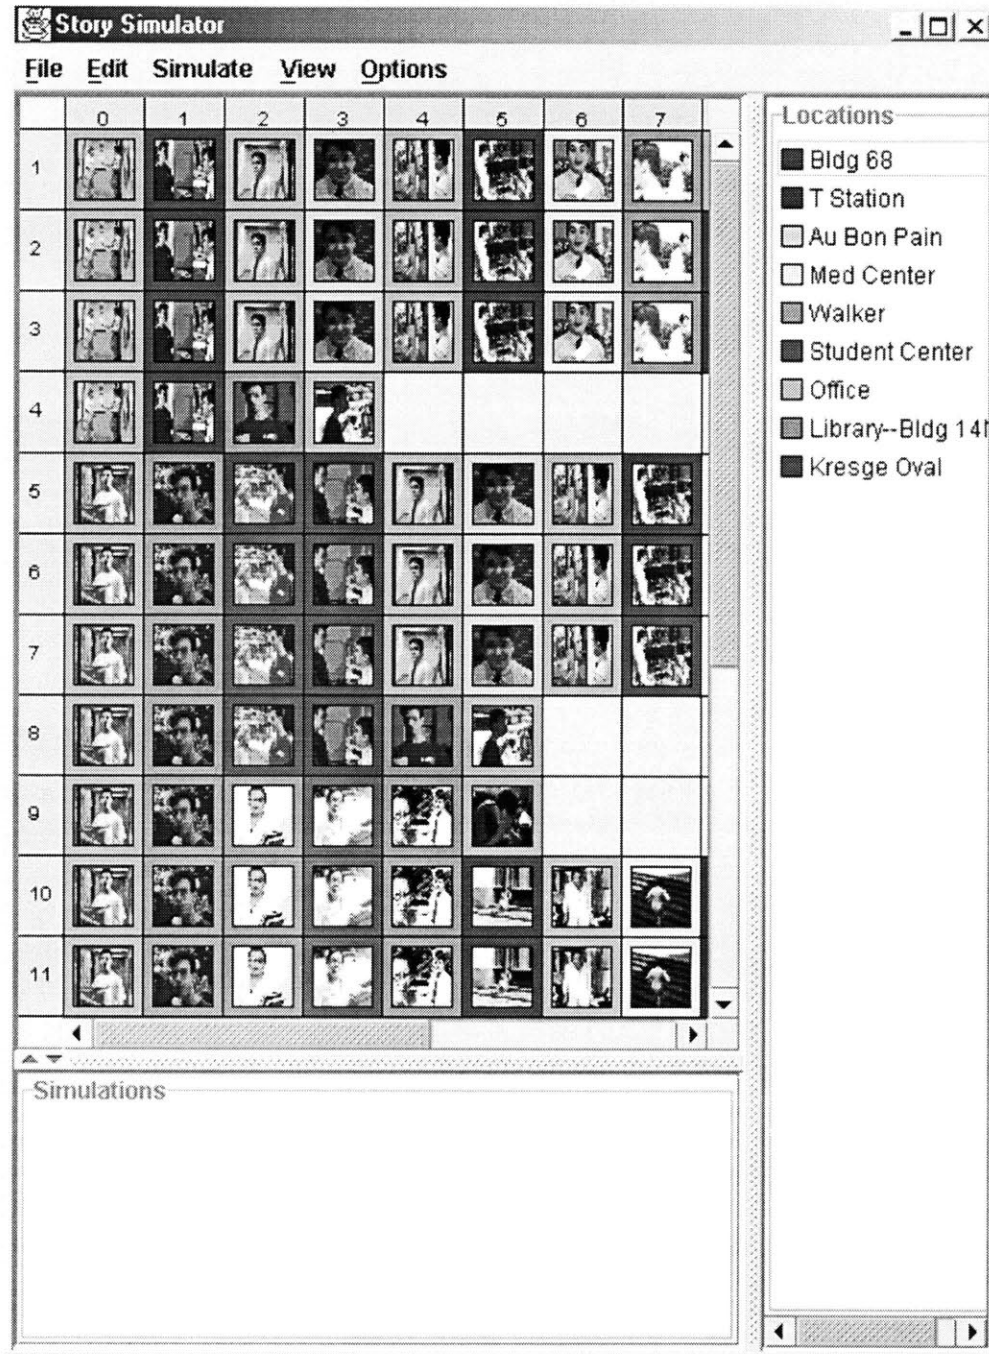 Story Simulator
File Edit Simulate View Options
0 1 2 3 4 5 6 7
1
2
3
4
5
6
7
8
9
10
11
Locations
Bldg 68
T Station
Au Bon Pain
Med Center
Walker
Student Center
Office
Library--Bldg 14
Kresge Oval
Simulations